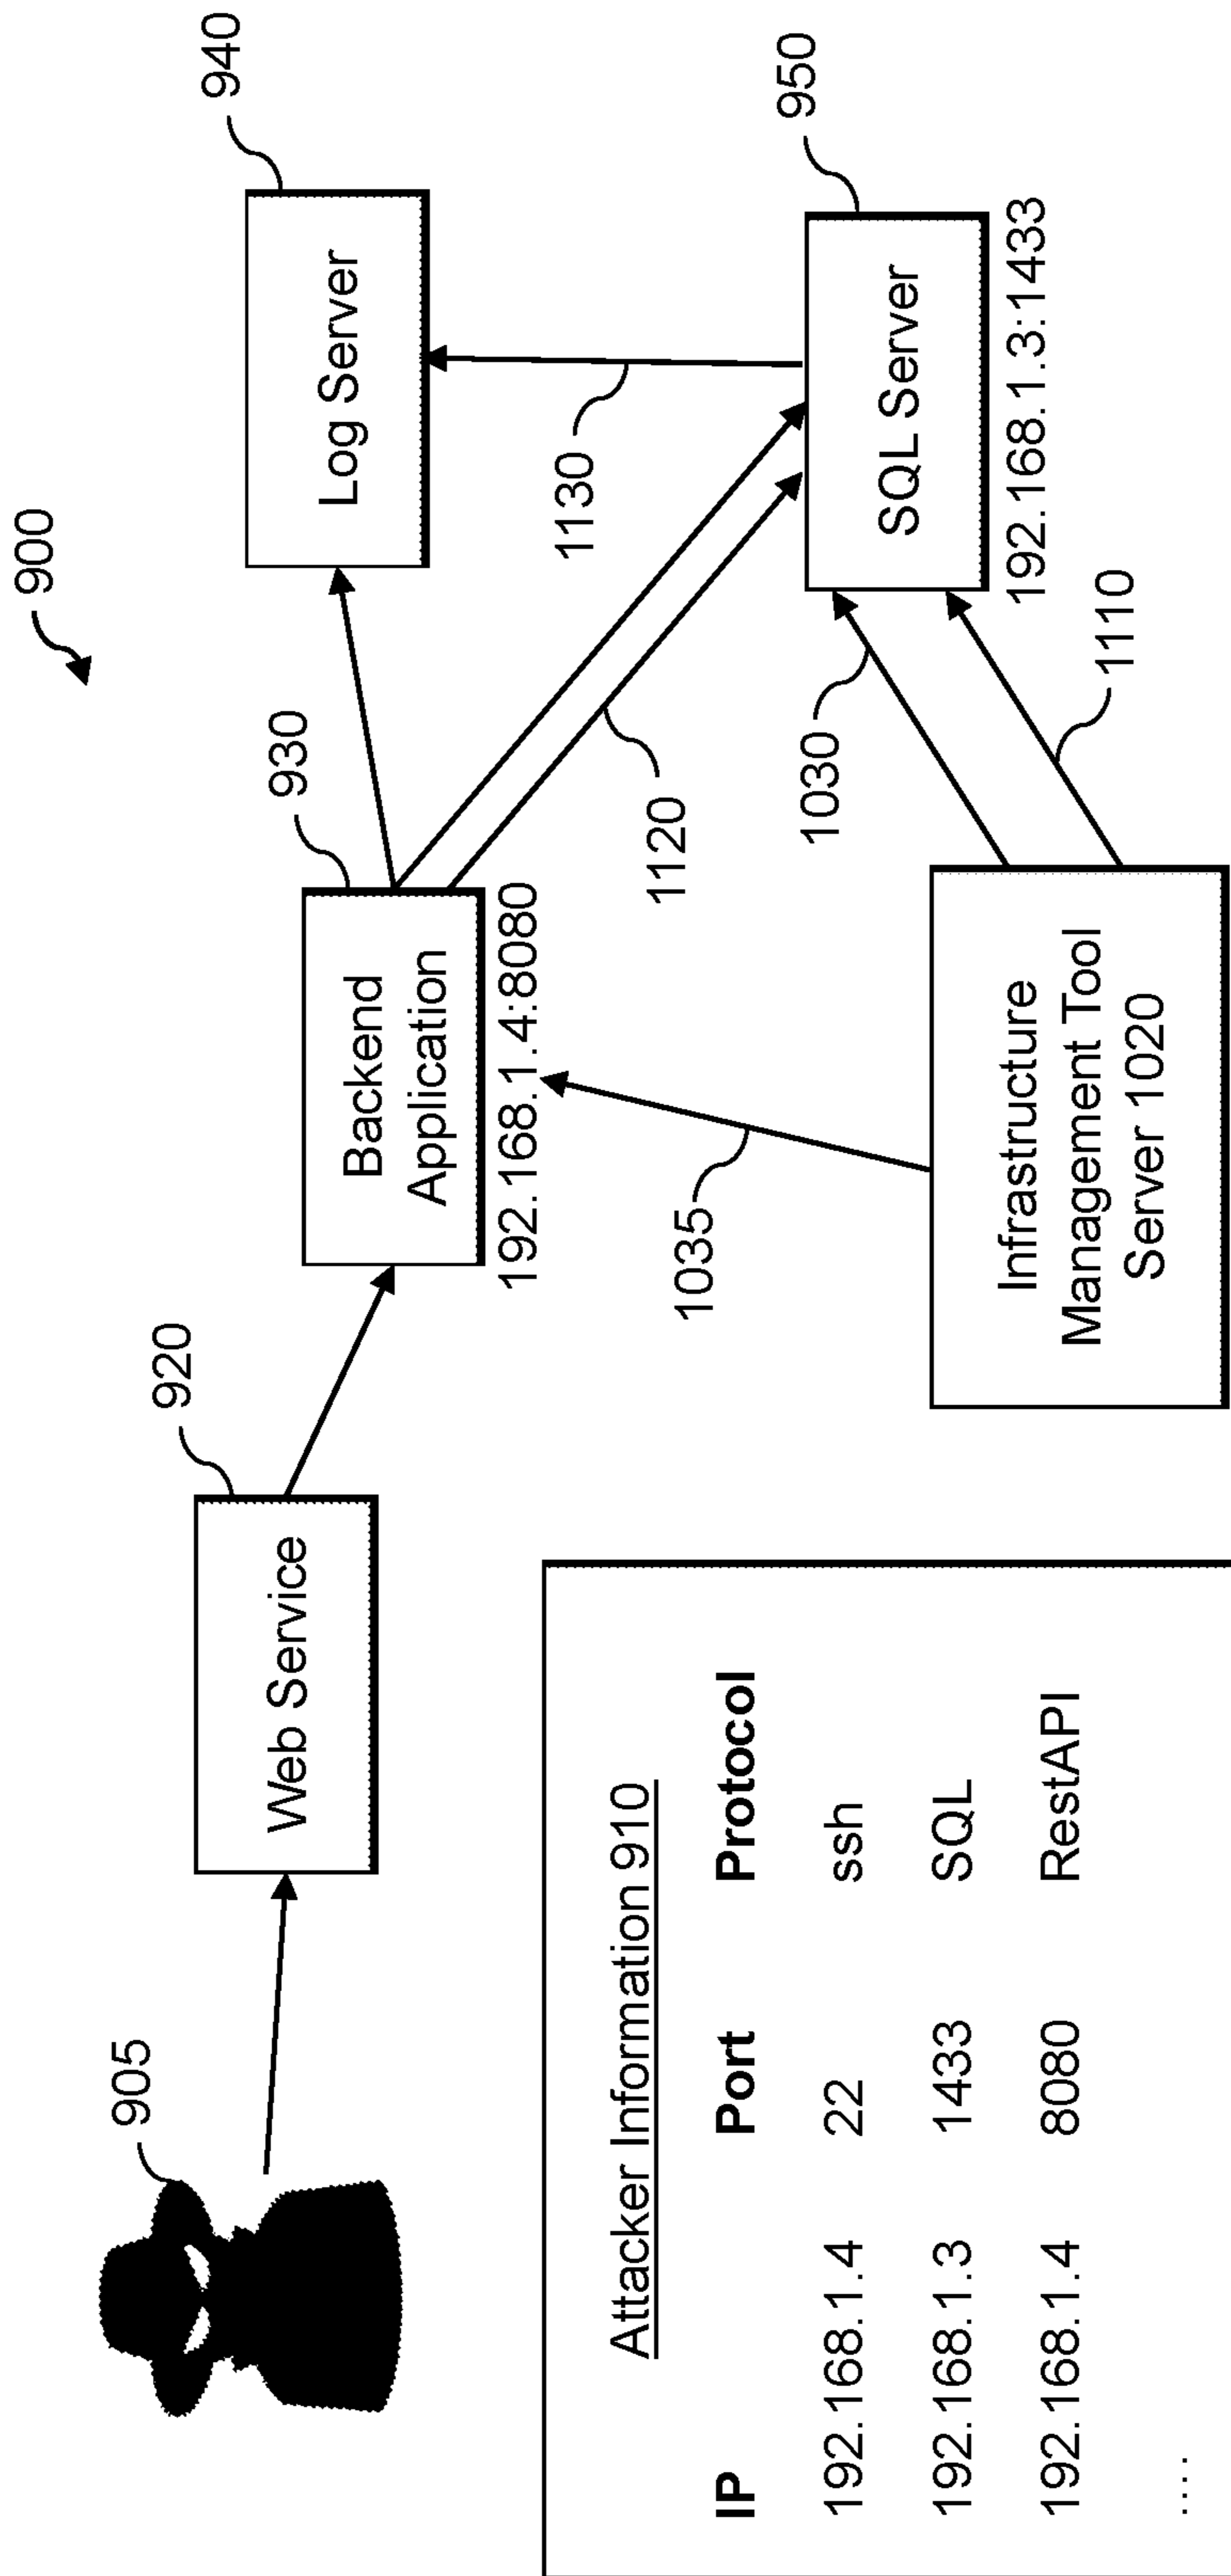 900
905
920
Web Service
930
Backend
Application
192.168.1.4:8080
940
Log Server
1130
1120
950
SQL Server
192.168.1.3:1433
1030
1110
1035
Infrastructure
Management Tool
Server 1020
Attacker Information 910
IP Port Protocol
192.168.1.4 22 ssh
192.168.1.3 1433 SQL
192.168.1.4 8080 RestAPI
....